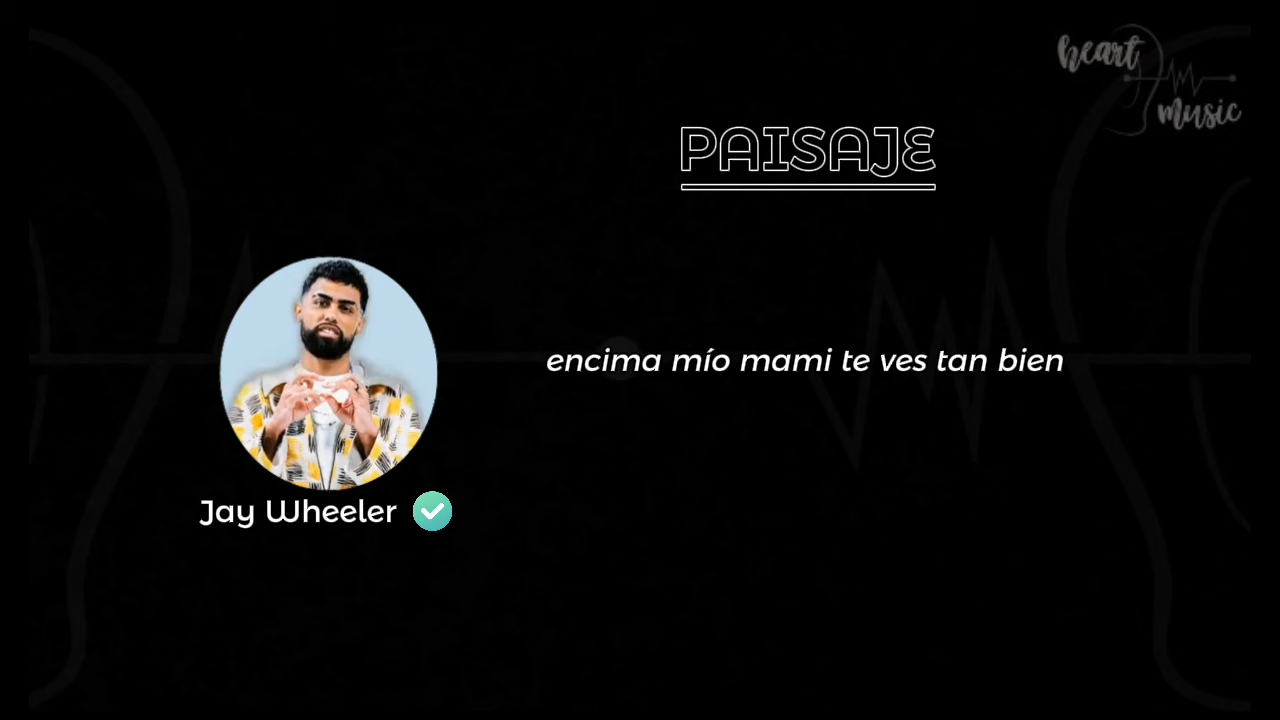 heart
music
PAISAJE
encima mío mami te ves tan bien
Jay Wheeler